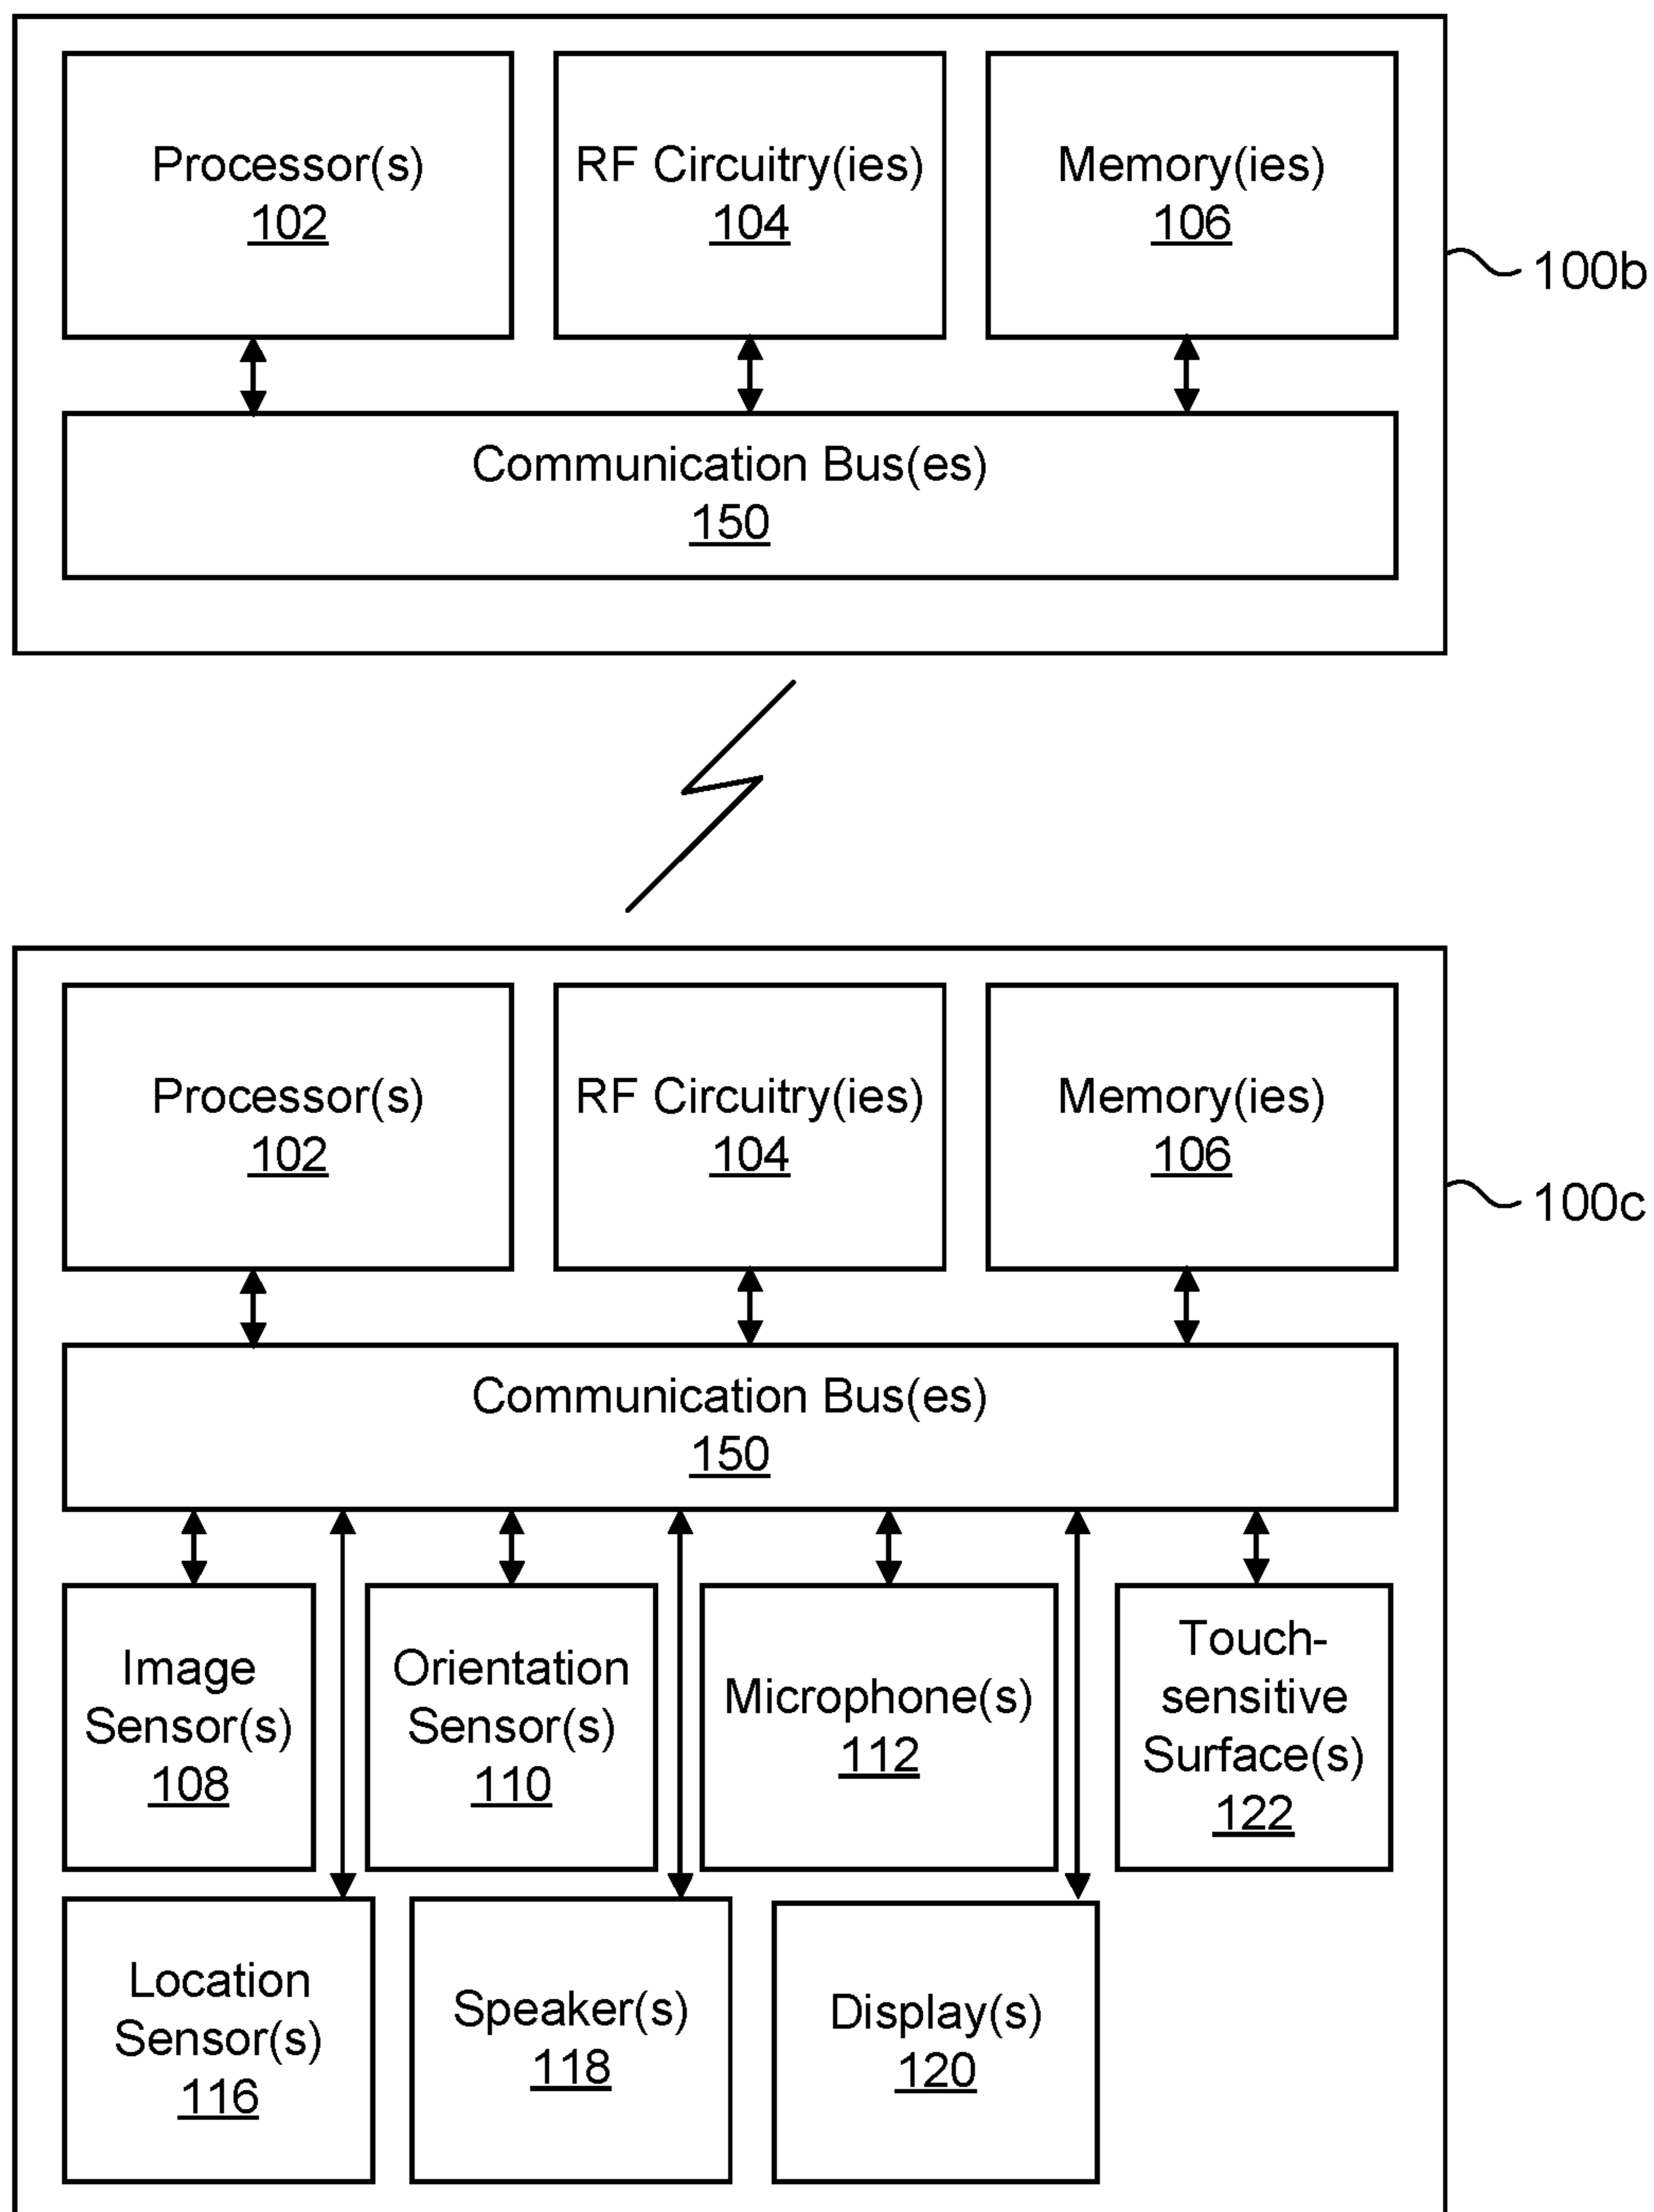 Processor(s)
102
RF Circuitry(ies)
104
Memory(ies)
106
100b
Communication Bus(es)
150
Processor(s)
102
RF Circuitry(ies)
104
Memory(ies)
106
100c
Communication Bus(es)
150
Image
Sensor(s)
108
Orientation
Sensor(s)
110
Microphone(s)
112
Touch-
sensitive
Surface(s)
122
Location
Sensor(s)
116
Speaker(s)
118
Display(s)
120